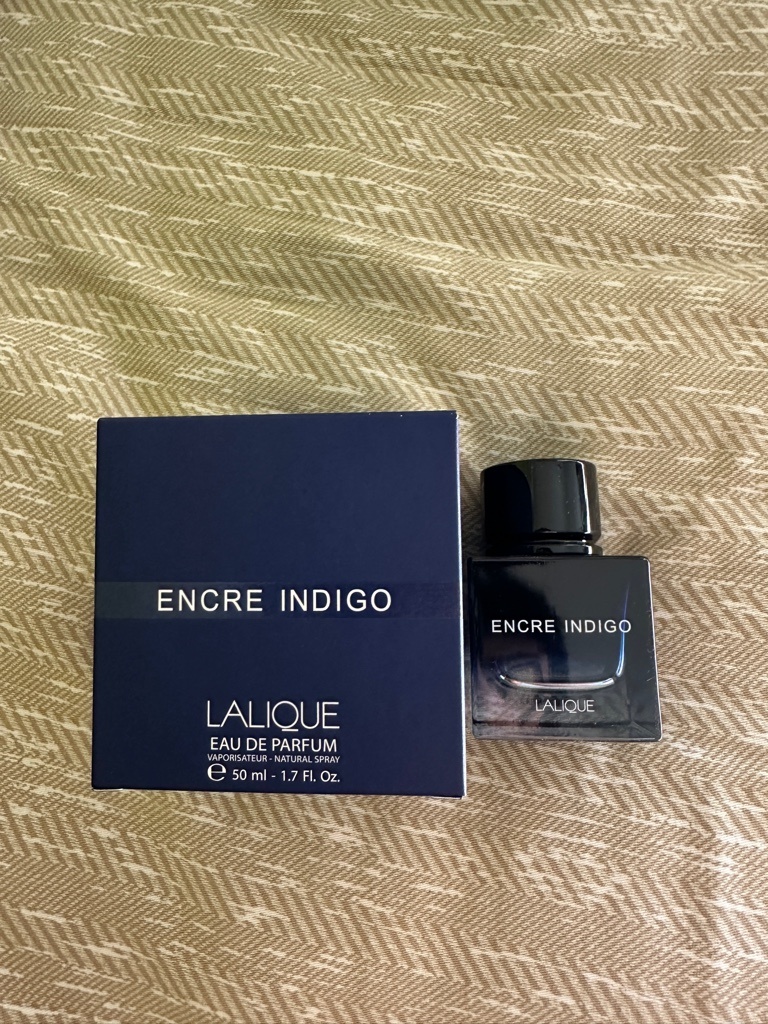 ENCRE INDIGO
LALIQUE
EAU DE PARFUM
VAPORISATEUR - NATURAL SPRAY
℮ 50 ml - 1.7 Fl. Oz.
ENCRE INDIGO
LALIQUE